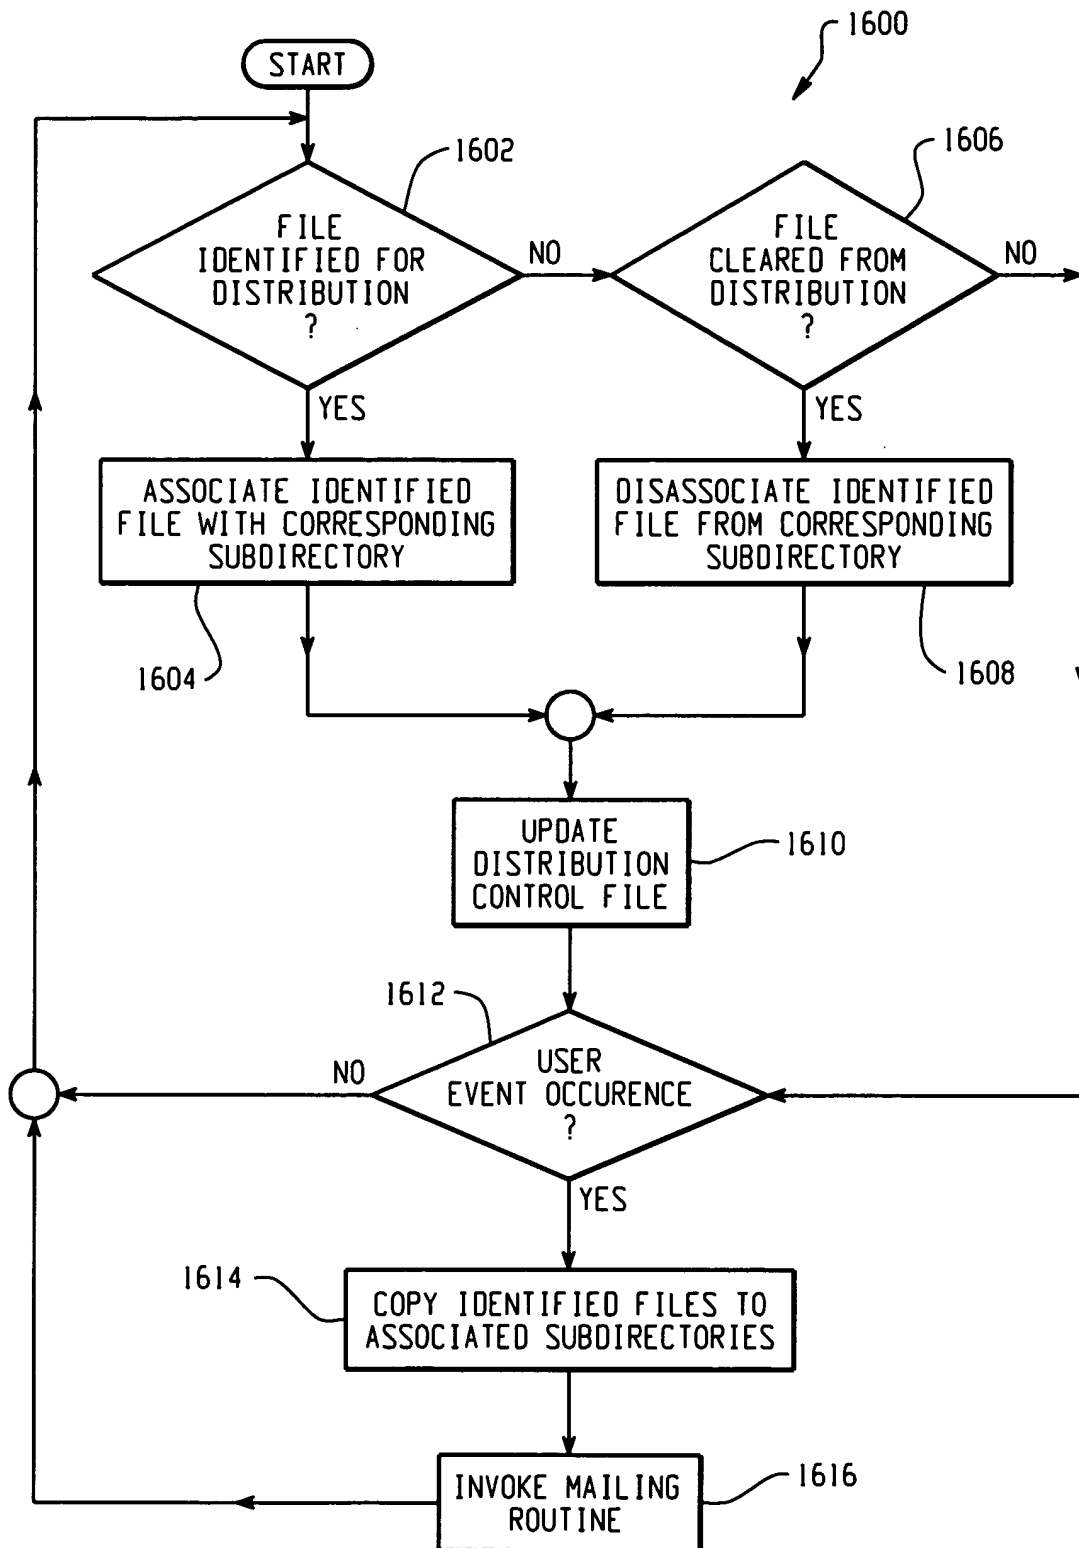 1600
START
1602
FILE
IDENTIFIED FOR
DISTRIBUTION
?
NO
1606
FILE
CLEARED FROM
DISTRIBUTION
?
NO
YES
YES
ASSOCIATE IDENTIFIED
FILE WITH CORRESPONDING
SUBDIRECTORY
DISASSOCIATE IDENTIFIED
FILE FROM CORRESPONDING
SUBDIRECTORY
1604
1608
UPDATE
DISTRIBUTION
CONTROL FILE
1610
1612
USER
EVENT OCCURENCE
?
NO
YES
1614
COPY IDENTIFIED FILES TO
ASSOCIATED SUBDIRECTORIES
INVOKE MAILING
ROUTINE
1616